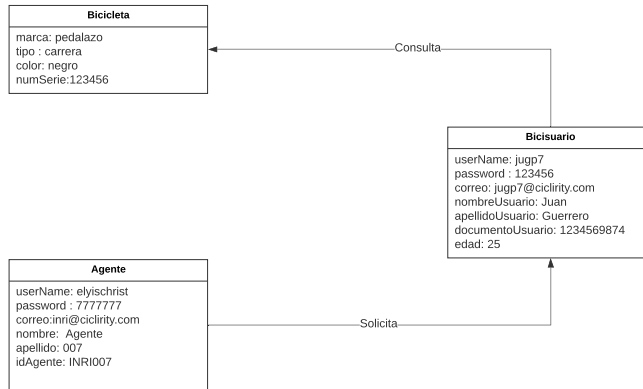 Bicicleta
marca: pedalazo
tipo : carrera
color: negro
numSerie:123456
Consulta
Bicisuario
userName: jugp7
password : 123456
correo: jugp7@ciclirity.com
nombreUsuario: Juan
apellidoUsuario: Guerrero
documentoUsuario: 1234569874
edad: 25
Agente
userName: elyischrist
password : 7777777
correo:inri@ciclirity.com
nombre:  Agente
apellido: 007
idAgente: INRI007
Solicita